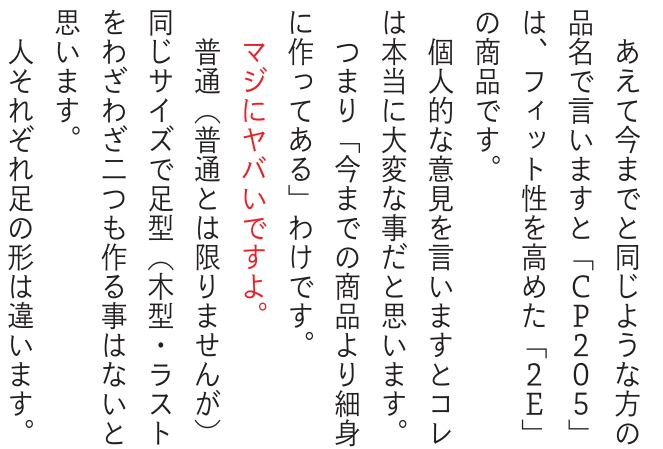 あえて今までと同じような方の
品名で言いますと「CP205」
は、フィット性を高めた「2E」
の商品です。
個人的な意見を言いますとコレ
は本当に大変な事だと思います。
つまり「今までの商品より細身
に作ってある」わけです。
マジにヤバいですよ。
普通（普通とは限りませんが）
同じサイズで足型（木型・ラスト
をわざわざ二つも作る事はないと
思います。
人それぞれ足の形は違います。